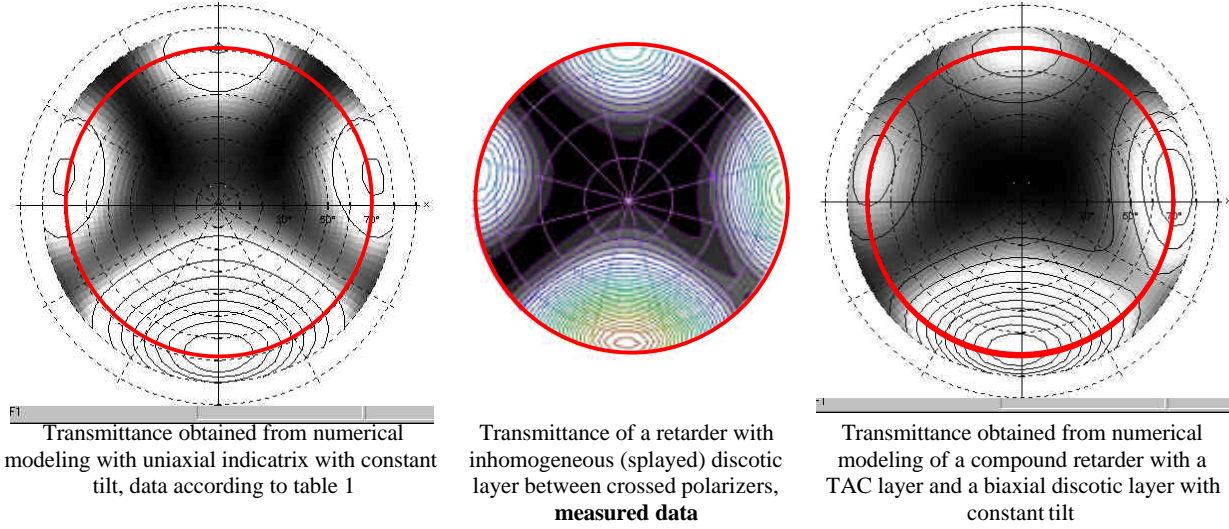 x
30°
50°
70°
F1
x
30°
50°
70°
Transmittance obtained from numerical
modeling with uniaxial indicatrix with constant
tilt, data according to table 1
Transmittance of a retarder with
inhomogeneous (splayed) discotic
layer between crossed polarizers,
measured data
Transmittance obtained from numerical
modeling of a compound retarder with a
TAC layer and a biaxial discotic layer with
constant tilt